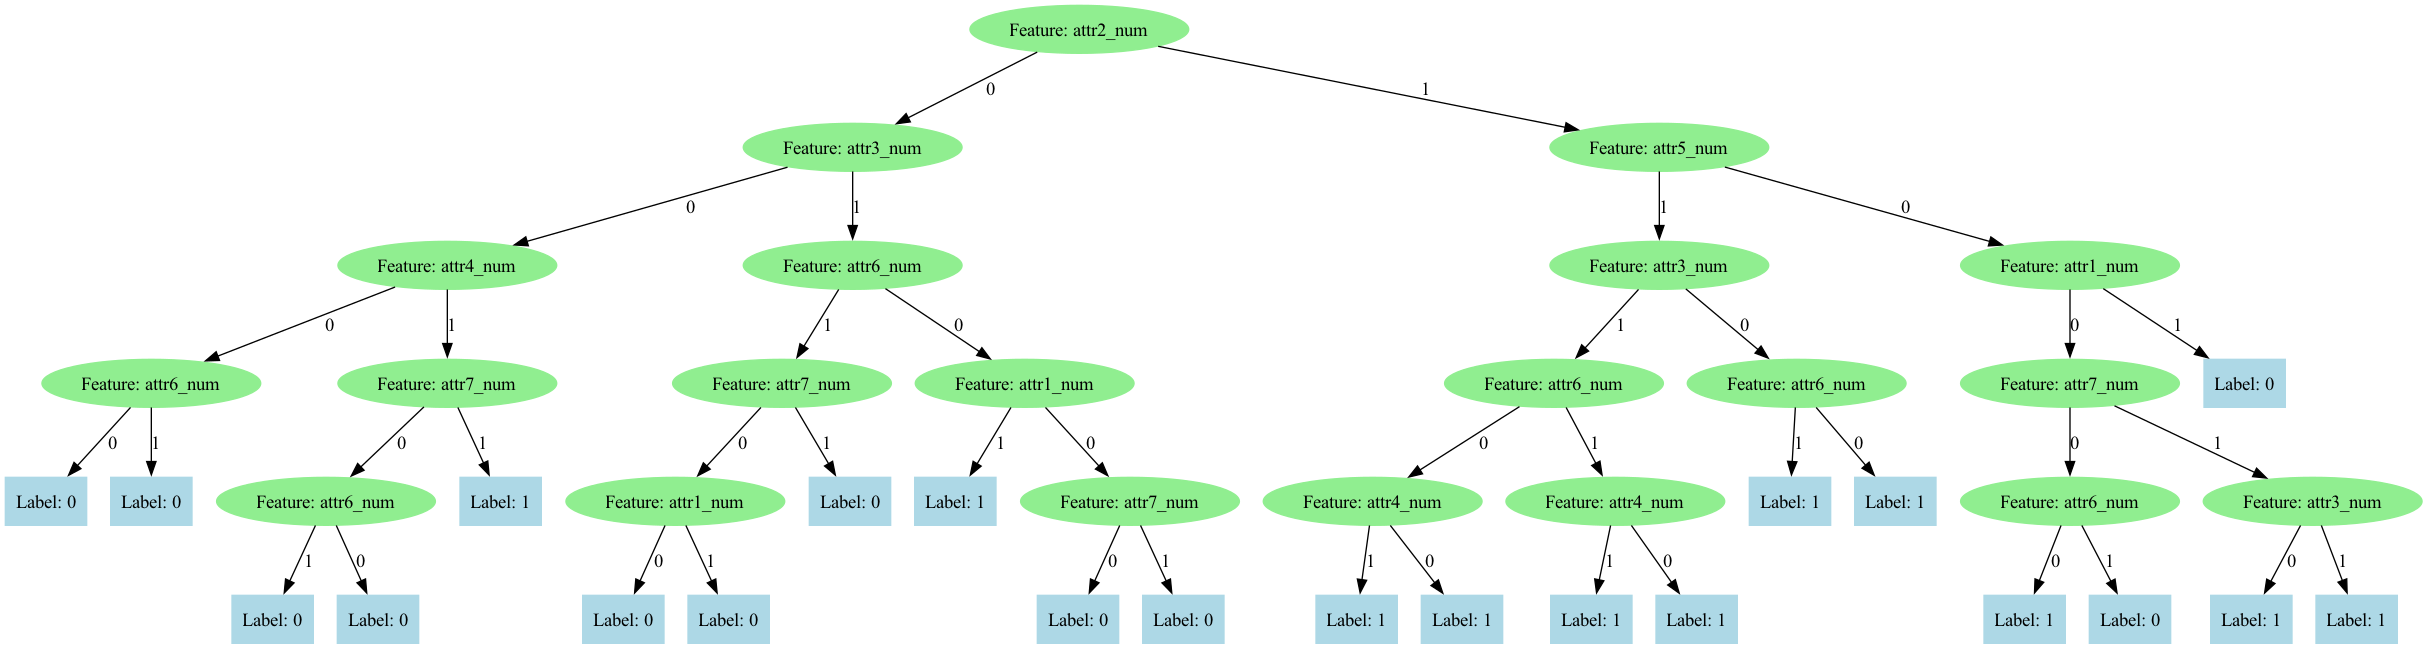 Feature: attr2_num
0
1
Feature: attr3_num
Feature: attr5_num
0
1
1
0
Feature: attr4_num
Feature: attr6_num
Feature: attr3_num
Feature: attr1_num
0
1
1
0
1
0
0
1
Feature: attr6_num
Feature: attr7_num
Feature: attr7_num
Feature: attr1_num
Feature: attr6_num
Feature: attr6_num
Feature: attr7_num
Label: 0
0
1
0
1
0
1
1
0
0
1
1
0
0
1
Label: 0
Label: 0
Feature: attr6_num
Label: 1
Feature: attr1_num
Label: 0
Label: 1
Feature: attr7_num
Feature: attr4_num
Feature: attr4_num
Label: 1
Label: 1
Feature: attr6_num
Feature: attr3_num
1
0
0
1
0
1
1
0
1
0
0
1
0
1
Label: 0
Label: 0
Label: 0
Label: 0
Label: 0
Label: 0
Label: 1
Label: 1
Label: 1
Label: 1
Label: 1
Label: 0
Label: 1
Label: 1